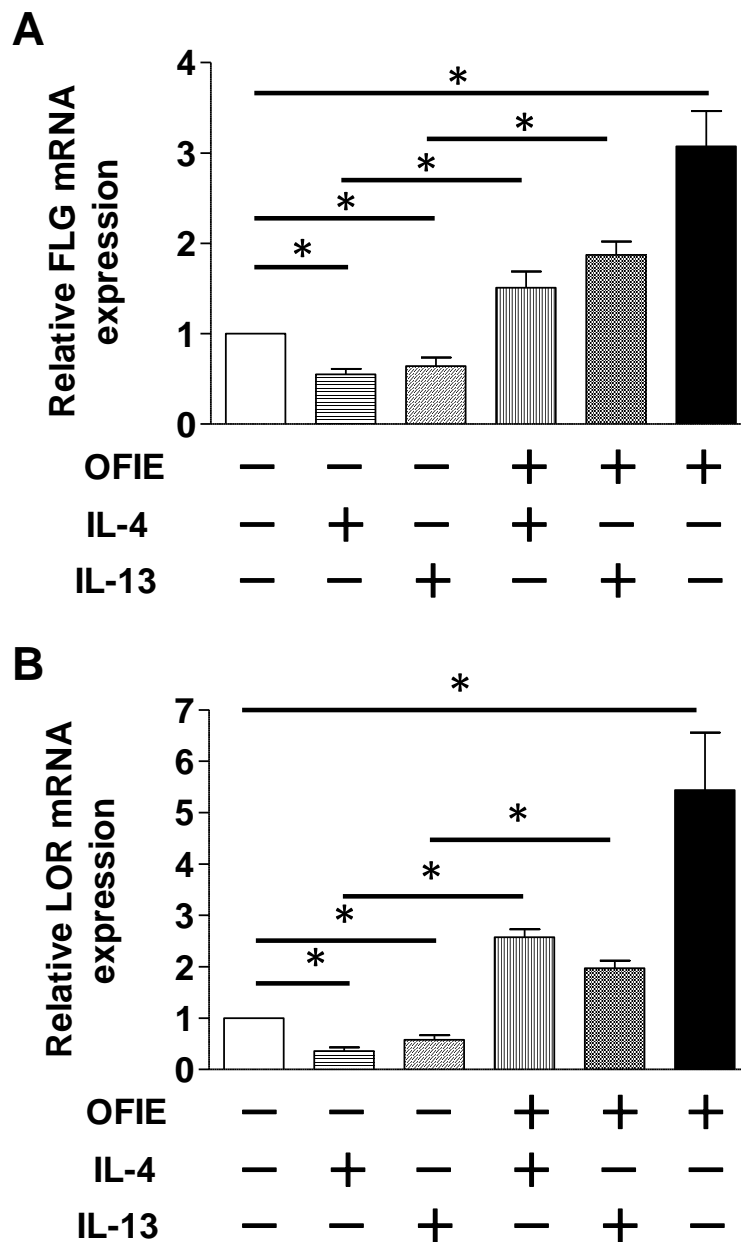 A
Relative FLG mRNA
expression
4
*
3
*
*
2
*
*
1
0
OFIE — — — + + +
IL-4 — + — + — —
IL-13 — — + — + —
B
Relative LOR mRNA
expression
7
*
6
5
*
4
*
3
*
*
2
1
0
OFIE — — — + + +
IL-4 — + — + — —
IL-13 — — + — + —